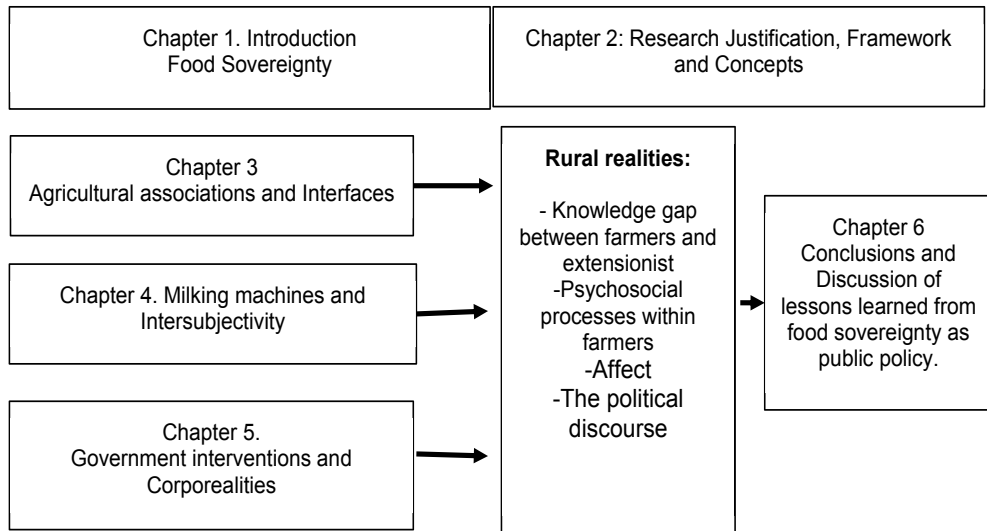 Chapter 1. Introduction
Food Sovereignty
Chapter 2: Research Justification, Framework
and Concepts
Chapter 3
Agricultural associations and Interfaces
Chapter 4. Milking machines and
Intersubjectivity
Chapter 5.
Government interventions and
Corporealities
Rural realities:
- Knowledge gap
between farmers and
extensionist
-Psychosocial
processes within
farmers
-Affect
-The political
discourse
Chapter 6
Conclusions and
Discussion of
lessons learned from
food sovereignty as
public policy.